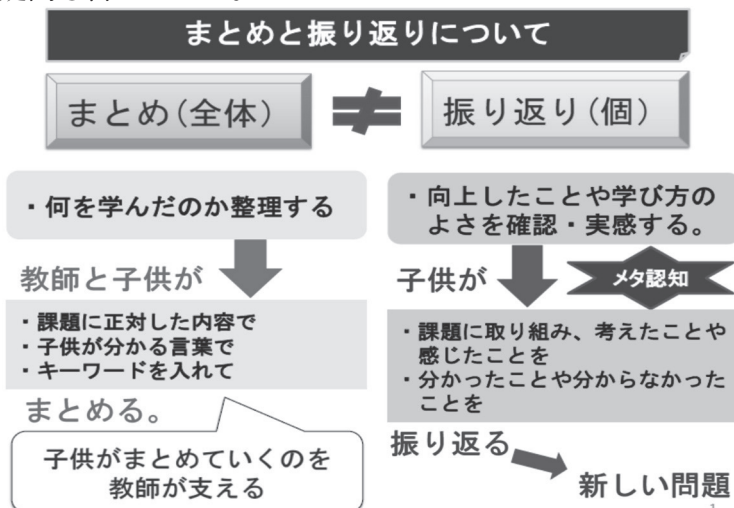 まとめと振り返りについて
まとめ(全体)
≠
振り返り(個)
・何を学んだのか整理する
教師と子供が
・課題に正対した内容で
・子供が分かる言葉で
・キーワードを入れて
まとめる。
子供がまとめていくのを
教師が支える
・向上したことや学び方の
よさを確認・実感する。
子供が
メタ認知
・課題に取り組み、考えたことや
感じたことを
・分かったことや分からなかった
ことを
振り返る
新しい問題
1